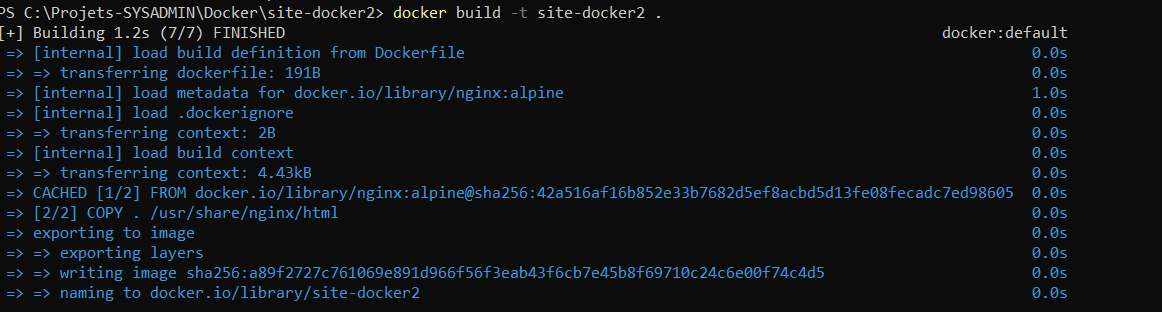 PS C:\Projets-SYSADMIN\Docker\site-docker2> docker build -t site-docker2 .
[+] Building 1.2s (7/7) FINISHED docker:default
=> [internal] load build definition from Dockerfile 0.0s
=> => transferring dockerfile: 191B 0.0s
=> [internal] load metadata for docker.io/library/nginx:alpine 1.0s
=> [internal] load .dockerignore 0.0s
=> => transferring context: 2B 0.0s
=> [internal] load build context 0.0s
=> => transferring context: 4.43kB 0.0s
=> CACHED [1/2] FROM docker.io/library/nginx:alpine@sha256:42a516af16b852e33b7682d5ef8acbd5d13fe08fecadc7ed98605 0.0s
=> [2/2] COPY . /usr/share/nginx/html 0.0s
=> exporting to image 0.0s
=> => exporting layers 0.0s
=> => writing image sha256:a89f2727c761069e891d966f56f3eab43f6cb7e45b8f69710c24c6e00f74c4d5 0.0s
=> => naming to docker.io/library/site-docker2 0.0s